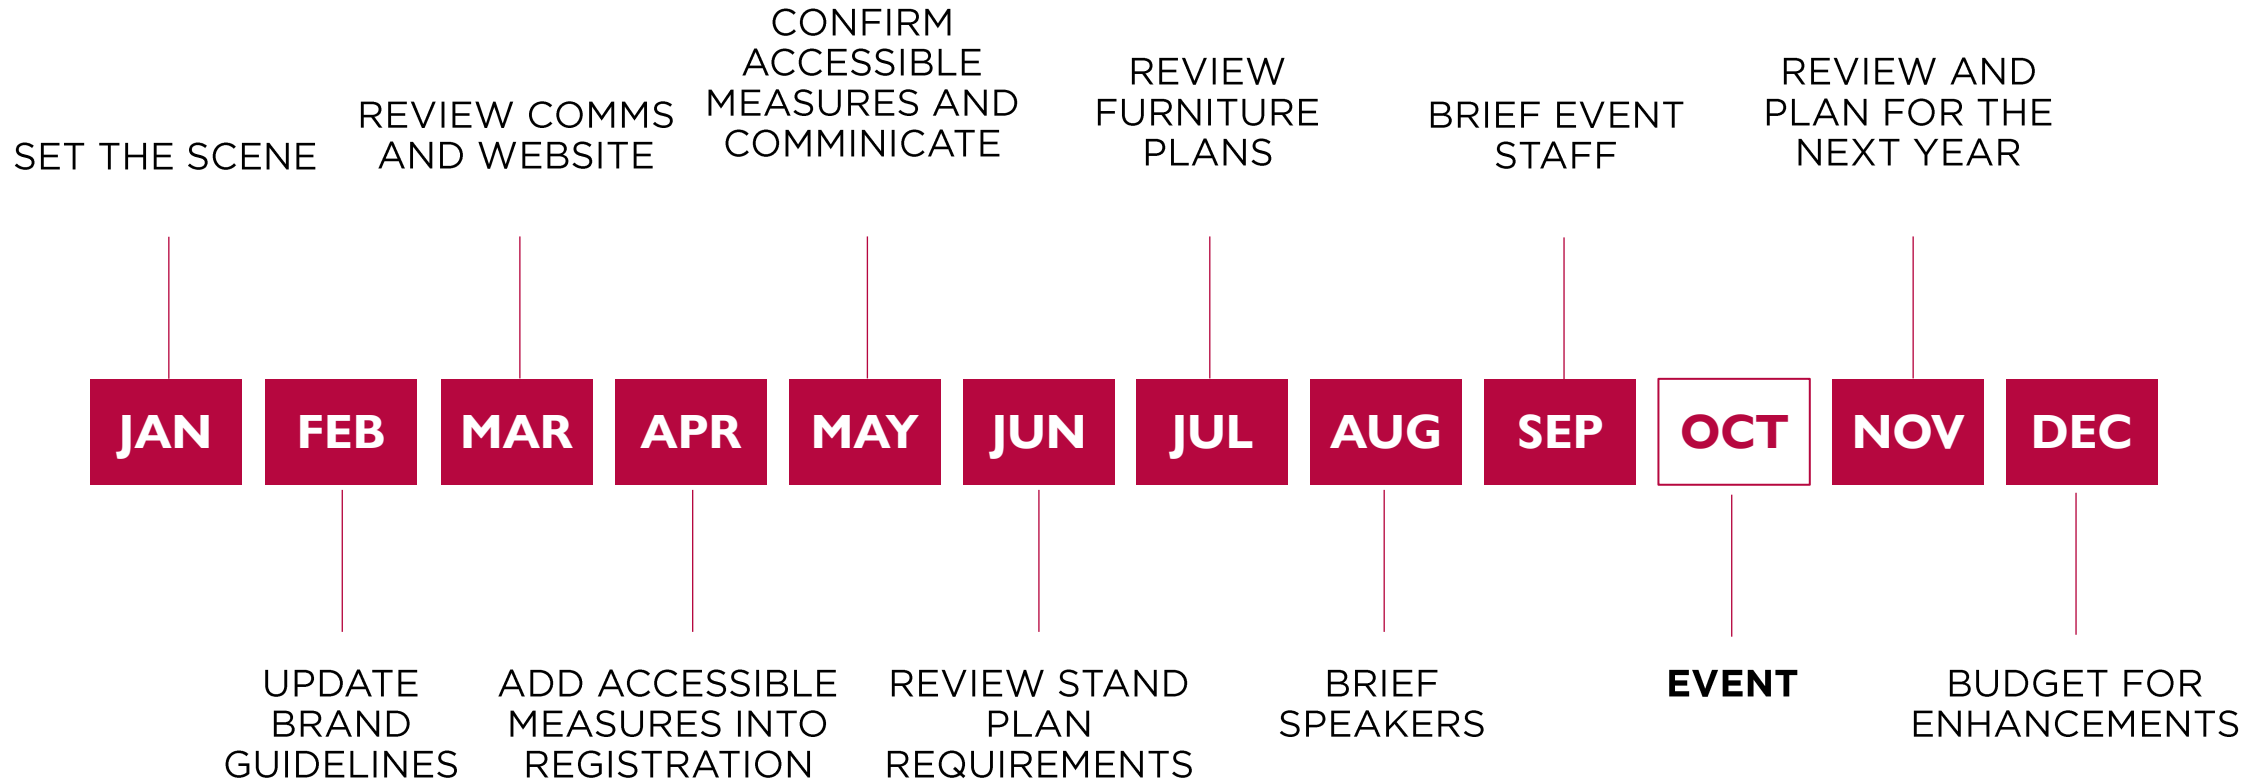 SET THE SCENE
REVIEW COMMS
AND WEBSITE
CONFIRM
ACCESSIBLE
MEASURES AND
COMMINICATE
REVIEW
FURNITURE
PLANS
BRIEF EVENT
STAFF
REVIEW AND
PLAN FOR THE
NEXT YEAR
JAN
FEB
MAR
APR
MAY
JUN
JUL
AUG
SEP
OCT
NOV
DEC
UPDATE
BRAND
GUIDELINES
ADD ACCESSIBLE
MEASURES INTO
REGISTRATION
REVIEW STAND
PLAN
REQUIREMENTS
BRIEF
SPEAKERS
EVENT
BUDGET FOR
ENHANCEMENTS